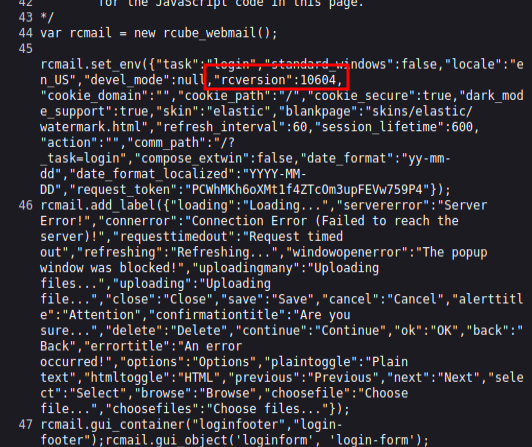 42 for the JavaScript code in this page.
43 */
44 var rcmail = new rcube_webmail();
45
rcmail.set_env({"task":"login","standard_windows":false,"locale":"e
n_US","devel_mode":null,"rcversion":10604,
"cookie_domain":"","cookie_path":"/","cookie_secure":true,"dark_mod
e_support":true,"skin":"elastic","blankpage":"skins/elastic/
watermark.html","refresh_interval":60,"session_lifetime":600,
"action":"","comm_path":"/?
_task=login","compose_extwin":false,"date_format":"yy-mm-
dd","date_format_localized":"YYYY-MM-
DD","request_token":"PCWhMKh6oXMt1f4ZTcOm3upFEVw759P4"});
46 rcmail.add_label({"loading":"Loading...","servererror":"Server
Error!","connerror":"Connection Error (Failed to reach the
server)!","requesttimedout":"Request timed
out","refreshing":"Refreshing...","windowopenerror":"The popup
window was blocked!","uploadingmany":"Uploading
files...","uploading":"Uploading
file...","close":"Close","save":"Save","cancel":"Cancel","alerttitl
e":"Attention","confirmationtitle":"Are you
sure...","delete":"Delete","continue":"Continue","ok":"OK","back":"
Back","errortitle":"An error
occurred!","options":"Options","plaintoggle":"Plain
text","htmltoggle":"HTML","previous":"Previous","next":"Next","sele
ct":"Select","browse":"Browse","choosefile":"Choose
file...","choosefiles":"Choose files..."});
47 rcmail.gui_container("loginfooter","login-
footer");rcmail.gui_object('loginform', 'login-form');